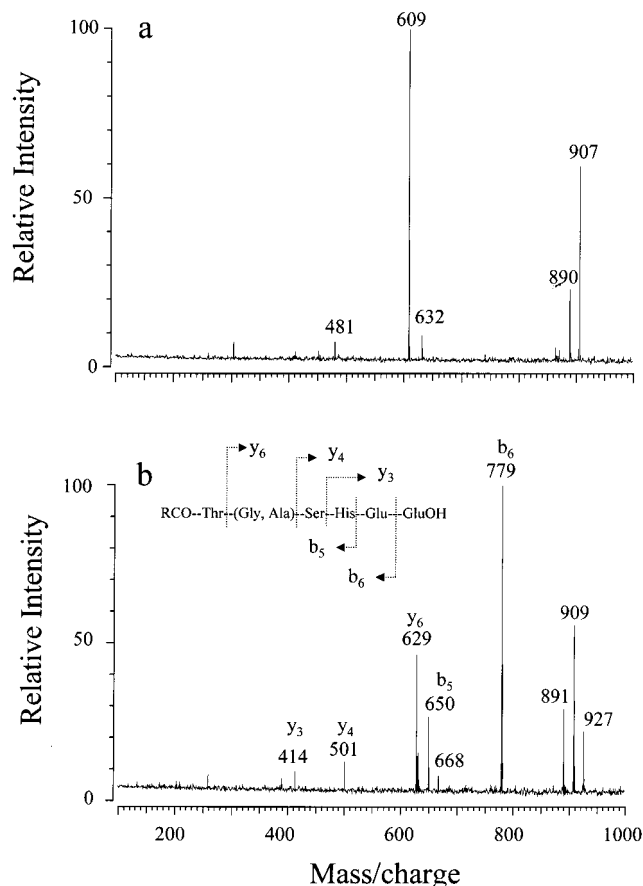 a
100
609
907
50
890
632
481
0
Relative Intensity
b
y6
y4
y3
RCO--Thr--(Gly, Ala)--Ser--His--Glu--GluOH
b5
b6
b6
779
100
909
50
y6
629
b5
650
891
927
y3
414
y4
501
668
0
Relative Intensity
200 400 600 800 1000
Mass/charge